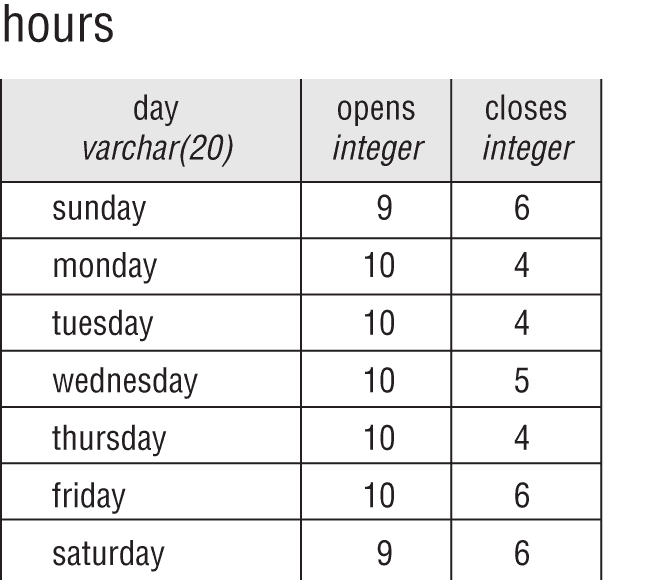 hours
day opens closes
varchar(20) integer integer
sunday 9 6
monday 10 4
tuesday 10 4
wednesday 10 5
thursday 10 4
friday 10 6
saturday 9 6